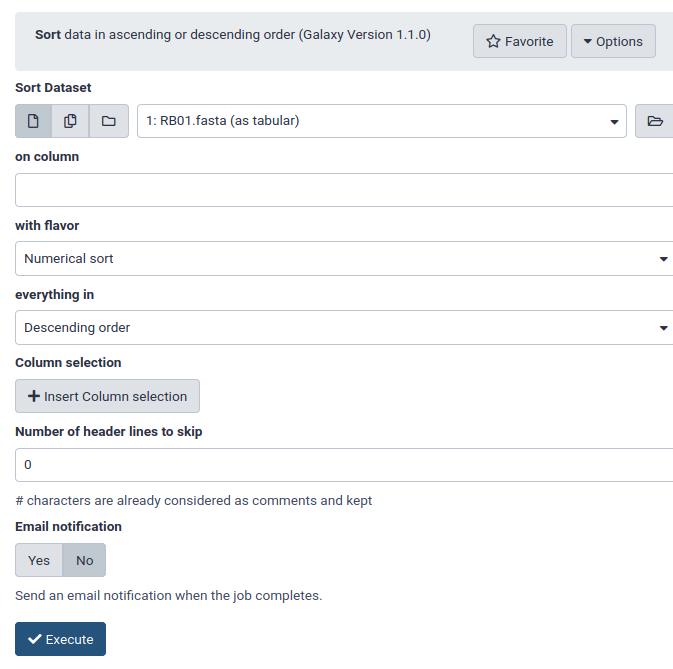 Sort data in ascending or descending order (Galaxy Version 1.1.0)
Favorite
Options
Sort Dataset
1: RB01.fasta (as tabular)
on column
with flavor
Numerical sort
everything in
Descending order
Column selection
Insert Column selection
Number of header lines to skip
0
# characters are already considered as comments and kept
Email notification
Yes No
Send an email notification when the job completes.
Execute